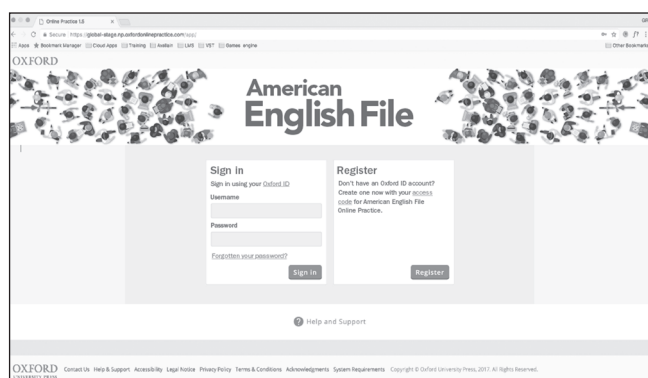 Online Practice 1.0
Secure https://global-stage.np.oxfordonlinepractice.com/app/
Apps Bookmark Manager Cloud Apps Training Axelian LMS VST Games engine Other Bookmarks
OXFORD
American
English File
Sign in
Sign in using your Oxford ID
Username
Password
Forgotten your password?
Sign in
Register
Don't have an Oxford ID account?
Create one now with your access
code for American English File
Online Practice.
Register
? Help and Support
OXFORD
UNIVERSITY PRESS
Contact Us Help & Support Accessibility Legal Notice Privacy Policy Terms & Conditions Acknowledgments System Requirements Copyright © Oxford University Press, 2017. All Rights Reserved.